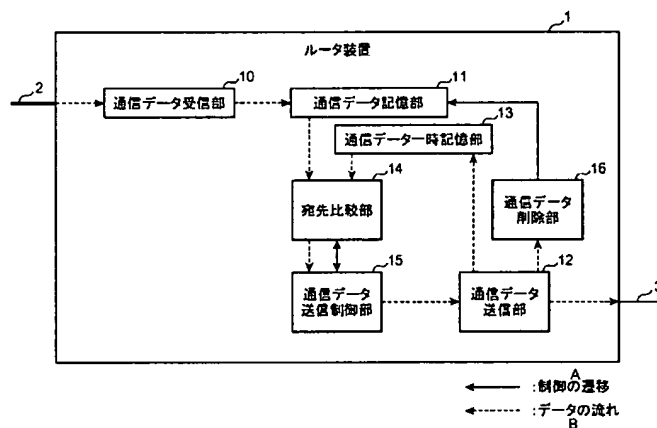 1
ルータ装置
2
10
通信データ受信部
11
通信データ記憶部
13
通信データ一時記憶部
14
宛先比較部
16
通信データ
削除部
15
通信データ
送信制御部
12
通信データ
送信部
3
A
:制御の遷移
:データの流れ
B